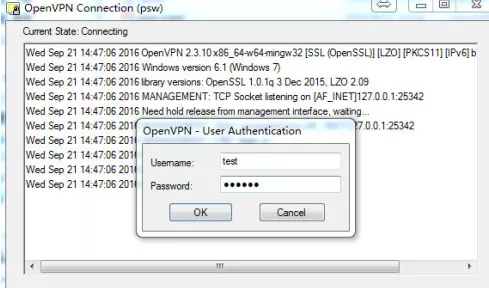 OpenVPN Connection (psw)
Current State: Connecting
Wed Sep 21 14:47:06 2016 OpenVPN 2.3.10 x86_64-w64-mingw32 [SSL (OpenSSL)] [LZO] [PKCS11] [IPv6] b
Wed Sep 21 14:47:06 2016 Windows version 6.1 (Windows 7)
Wed Sep 21 14:47:06 2016 library versions: OpenSSL 1.0.1q 3 Dec 2015, LZO 2.09
Wed Sep 21 14:47:06 2016 MANAGEMENT: TCP Socket listening on [AF_INET]127.0.0.1:25342
Wed Sep 21 14:47:06 2016 Need hold release from management interface, waiting...
Wed Sep 21 14:47:06 2016 27.0.0.1:25342
Wed Sep 21 14:47:06 2016
Wed Sep 21 14:47:06 2016
Wed Sep 21 14:47:06 2016
Wed Sep 21 14:47:06 2016
OpenVPN - User Authentication
Username: test
Password: ●●●●●●
OK Cancel